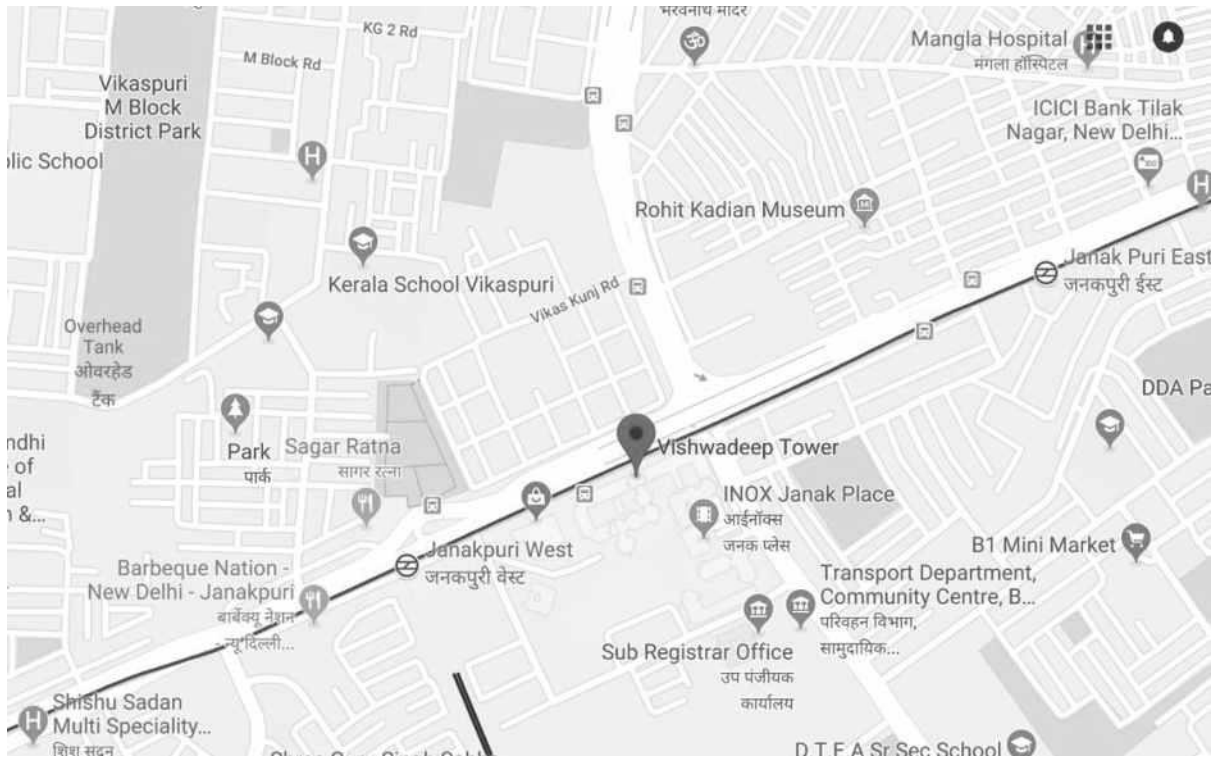 भैरवनाथ मंदिर
KG 2 Rd
M Block Rd
Mangla Hospital
मंगला हॉस्पिटल
Vikaspuri
M Block
District Park
ICICI Bank Tilak
Nagar, New Delhi...
lic School
Rohit Kadian Museum
Janak Puri East
जनकपुरी ईस्ट
Kerala School Vikaspuri
Vikas Kunj Rd
Overhead
Tank
ओवरहेड
टैंक
DDA Pa
Park
पार्क
Sagar Ratna
सागर रत्ना
Vishwadeep Tower
ndhi
e of
al
n &...
INOX Janak Place
आईनॉक्स
जनक प्लेस
B1 Mini Market
Janakpuri West
जनकपुरी वेस्ट
Barbeque Nation -
New Delhi - Janakpuri
बार्बेक्यू नेशन
- न्यू दिल्ली...
Transport Department,
Community Centre, B...
परिवहन विभाग,
सामुदायिक...
Sub Registrar Office
उप पंजीयक
कार्यालय
Shishu Sadan
Multi Speciality...
शिशु सदन
D T E A Sr Sec School